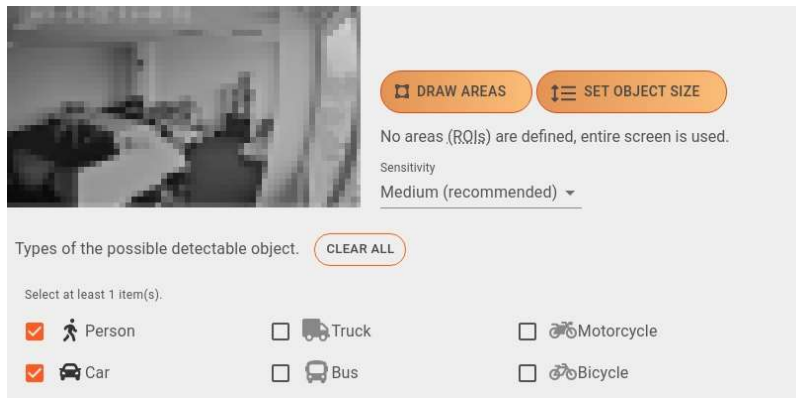 DRAW AREAS
SET OBJECT SIZE
No areas (ROIs) are defined, entire screen is used.
Sensitivity
Medium (recommended)
Types of the possible detectable object.
CLEAR ALL
Select at least 1 item(s).
Person
Truck
Motorcycle
Car
Bus
Bicycle